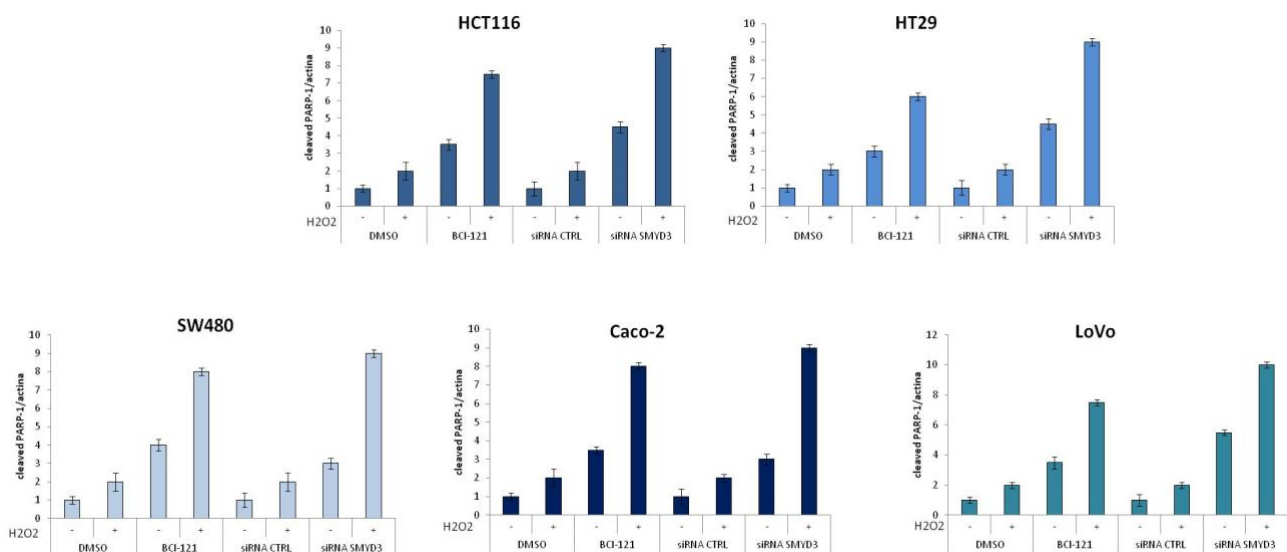 HCT116
cleaved PARP-1/actina
10
9
8
7
6
5
4
3
2
1
0
H2O2 - + - + - + - +
DMSO BCI-121 siRNA CTRL siRNA SMYD3
HT29
cleaved PARP-1/actina
10
9
8
7
6
5
4
3
2
1
0
H2O2 - + - + - + - +
DMSO BCI-121 siRNA CTRL siRNA SMYD3
SW480
cleaved PARP-1/actina
10
9
8
7
6
5
4
3
2
1
0
H2O2 - + - + - + - +
DMSO BCI-121 siRNA CTRL siRNA SMYD3
Caco-2
cleaved PARP-1/actina
10
9
8
7
6
5
4
3
2
1
0
H2O2 - + - + - + - +
DMSO BCI-121 siRNA CTRL siRNA SMYD3
LoVo
cleaved PARP-1/actina
12
10
8
6
4
2
0
H2O2 - + - + - + - +
DMSO BCI-121 siRNA CTRL siRNA SMYD3